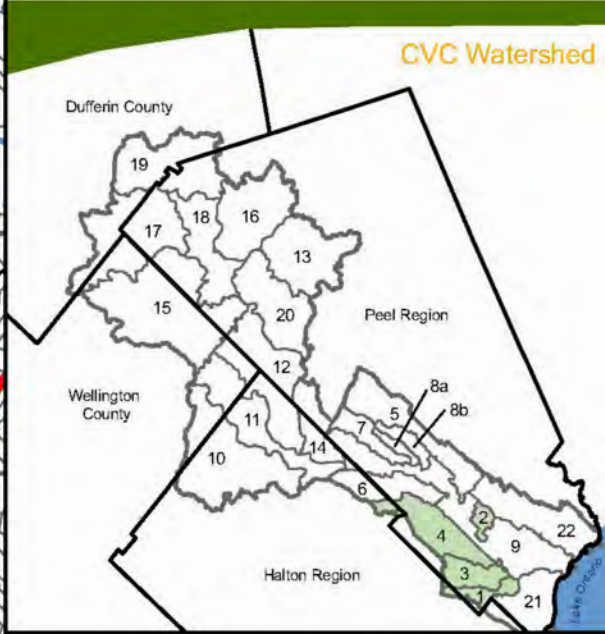 CVC Watershed
Dufferin County
19
18
16
17
13
15
20
Peel Region
12
8a
Wellington
County
5
8b
11
7
14
10
6
2
22
4
9
Halton Region
3
1
21
Lake Ontario